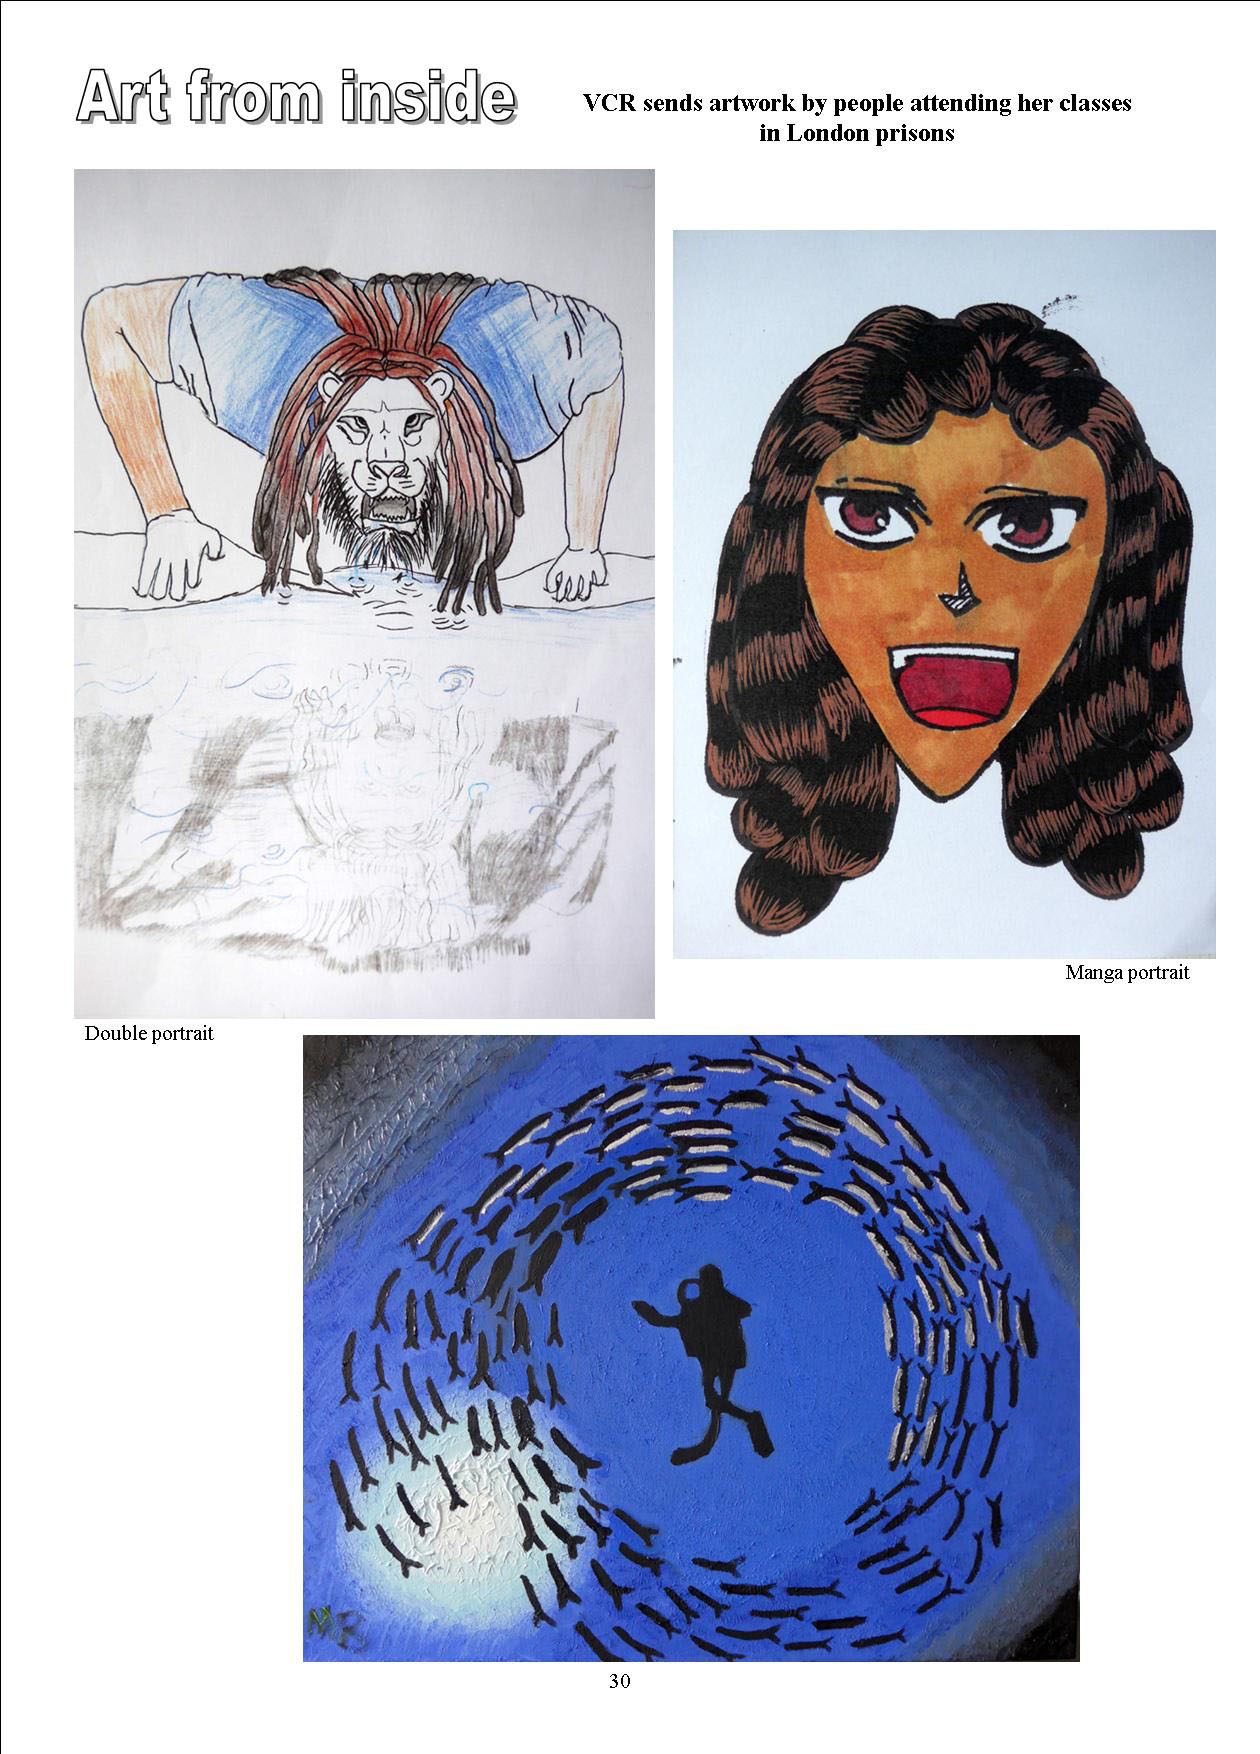 Art from inside
VCR sends artwork by people attending her classes
in London prisons
Manga portrait
Double portrait
MB
30